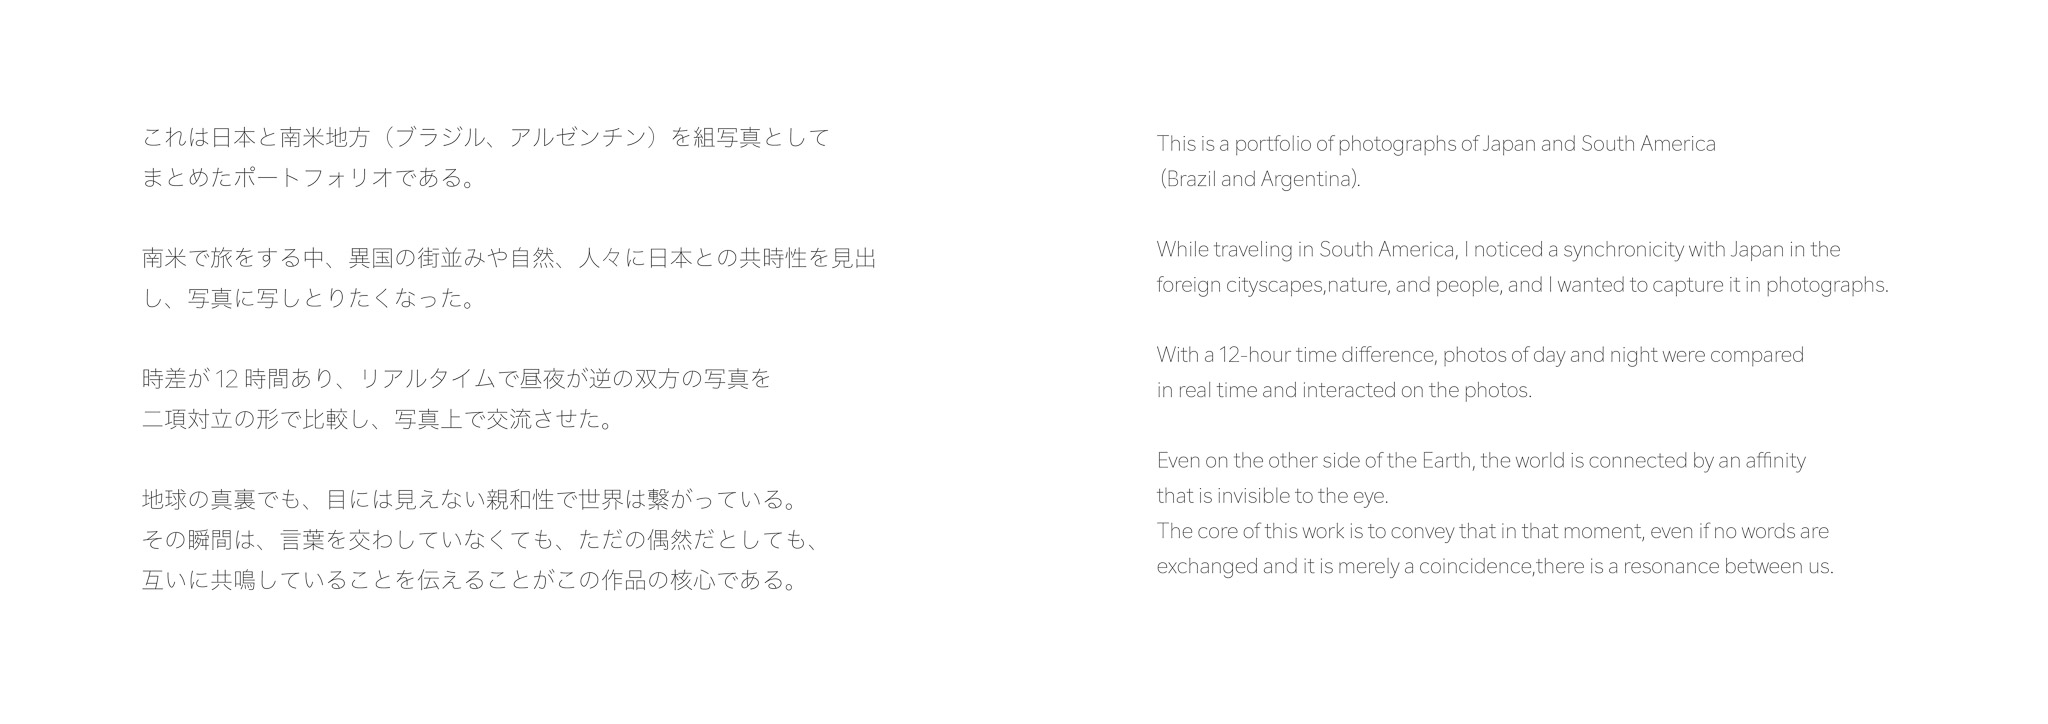 これは日本と南米地方（ブラジル、アルゼンチン）を組写真として
まとめたポートフォリオである。
南米で旅をする中、異国の街並みや自然、人々に日本との共時性を見出
し、写真に写しとりたくなった。
時差が 12 時間あり、リアルタイムで昼夜が逆の双方の写真を
二項対立の形で比較し、写真上で交流させた。
地球の真裏でも、目には見えない親和性で世界は繋がっている。
その瞬間は、言葉を交わしていなくても、ただの偶然だとしても、
互いに共鳴していることを伝えることがこの作品の核心である。
This is a portfolio of photographs of Japan and South America
(Brazil and Argentina).
While traveling in South America, I noticed a synchronicity with Japan in the
foreign cityscapes,nature, and people, and I wanted to capture it in photographs.
With a 12-hour time difference, photos of day and night were compared
in real time and interacted on the photos.
Even on the other side of the Earth, the world is connected by an affinity
that is invisible to the eye.
The core of this work is to convey that in that moment, even if no words are
exchanged and it is merely a coincidence,there is a resonance between us.